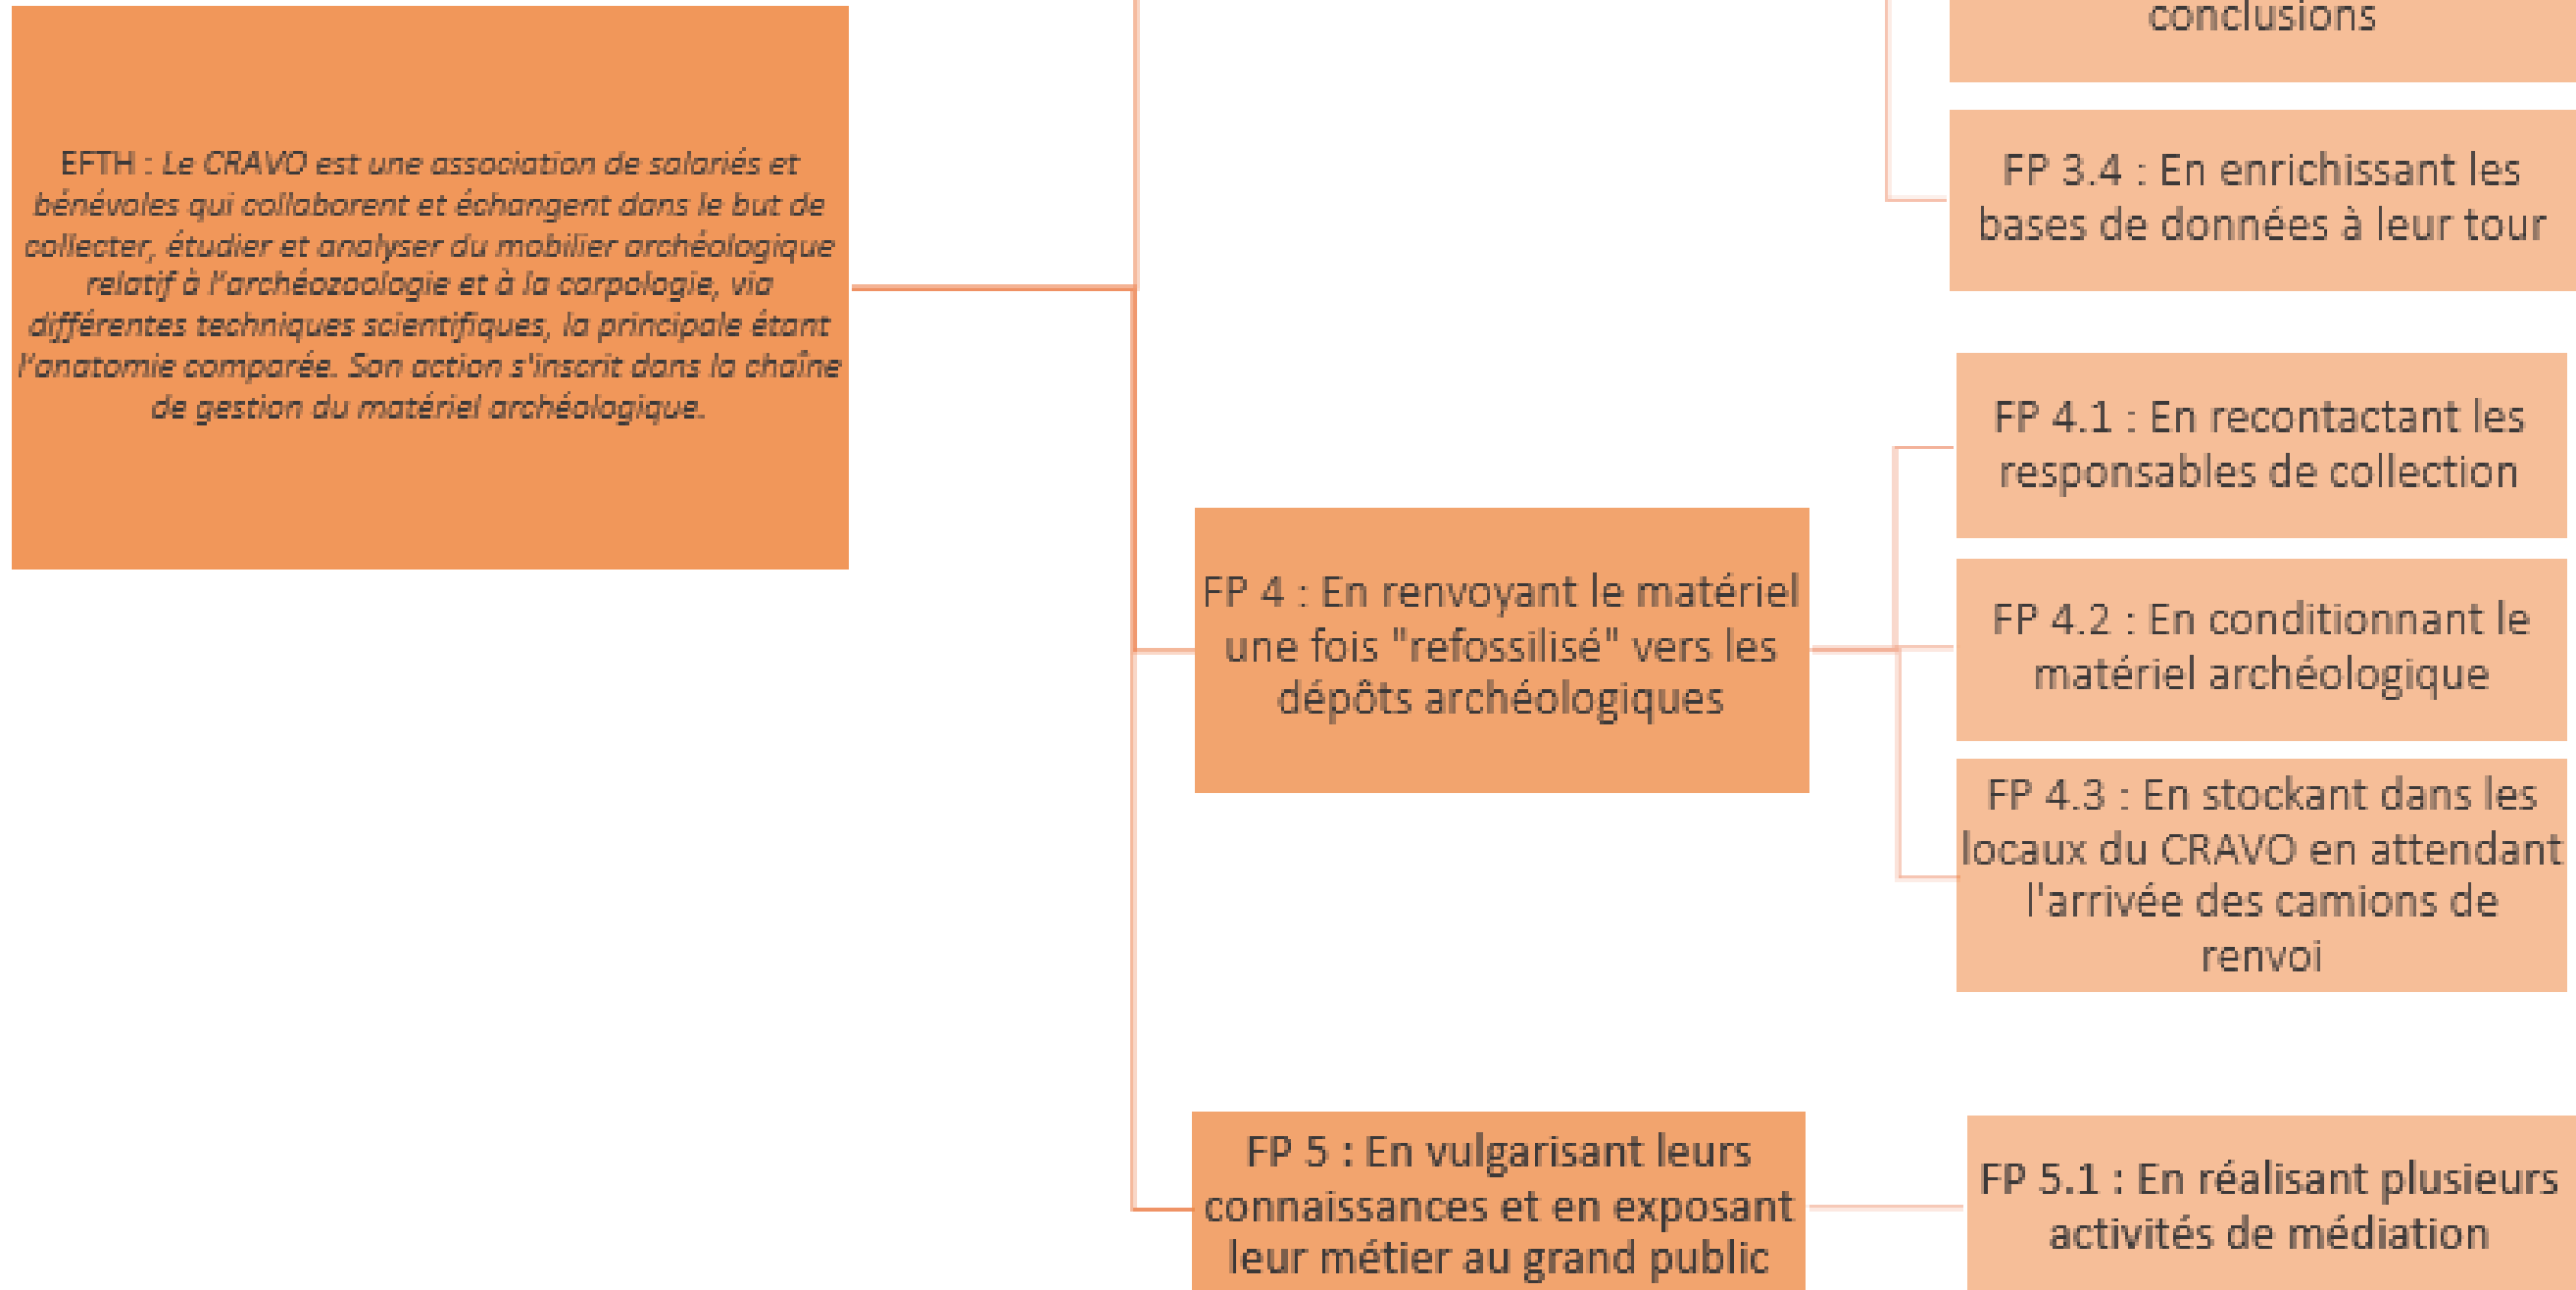 EFTH : Le CRAVO est une association de salariés et
bénévoles qui collaborent et échangent dans le but de
collecter, étudier et analyser du mobilier archéologique
relatif à l'archéozoologie et à la carpologie, via
différentes techniques scientifiques, la principale étant
l'anatomie comparée. Son action s'inscrit dans la chaîne
de gestion du matériel archéologique.
conclusions
FP 3.4 : En enrichissant les
bases de données à leur tour
FP 4 : En renvoyant le matériel
une fois "refossilisé" vers les
dépôts archéologiques
FP 4.1 : En recontactant les
responsables de collection
FP 4.2 : En conditionnant le
matériel archéologique
FP 4.3 : En stockant dans les
locaux du CRAVO en attendant
l'arrivée des camions de
renvoi
FP 5 : En vulgarisant leurs
connaissances et en exposant
leur métier au grand public
FP 5.1 : En réalisant plusieurs
activités de médiation